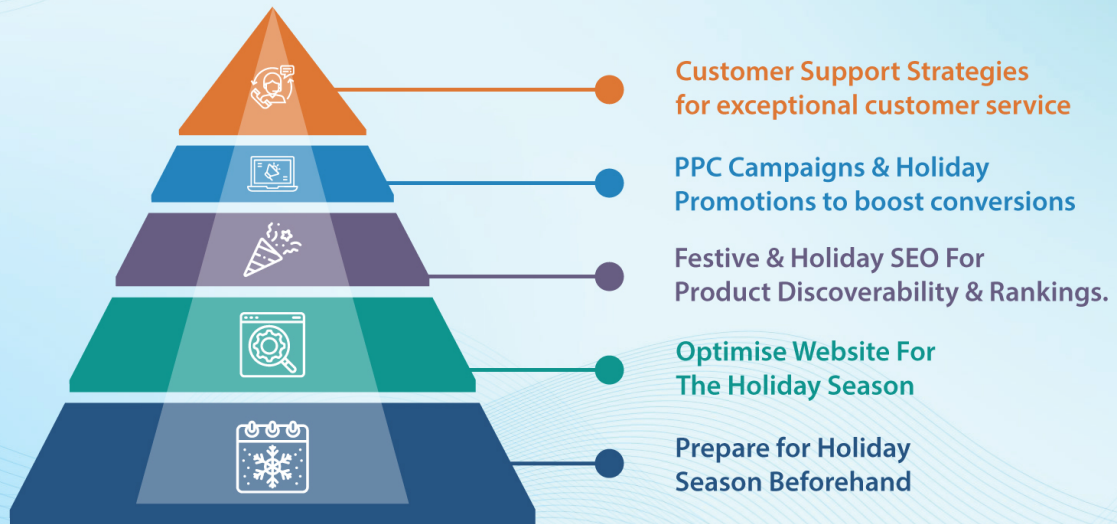 Customer Support Strategies
for exceptional customer service
PPC Campaigns & Holiday
Promotions to boost conversions
Festive & Holiday SEO For
Product Discoverability & Rankings.
Optimise Website For
The Holiday Season
Prepare for Holiday
Season Beforehand